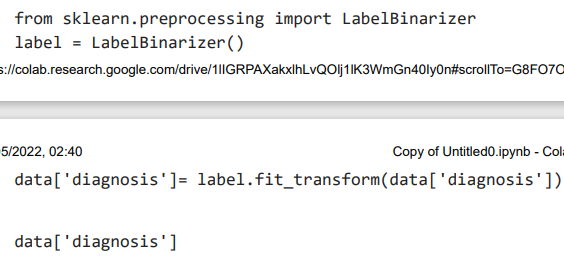 from sklearn.preprocessing import LabelBinarizer
label = LabelBinarizer()
s://colab.research.google.com/drive/1IIGRPAXakxlhLvQOlj1lK3WmGn40Iy0n#scrollTo=G8FO7O
5/2022, 02:40 Copy of Untitled0.ipynb - Cola
data['diagnosis']= label.fit_transform(data['diagnosis'])
data['diagnosis']